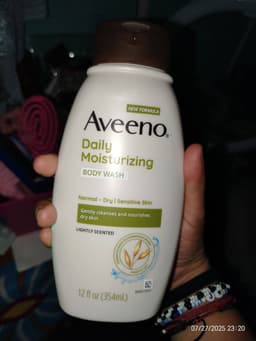 NEW FORMULA
Aveeno®
Daily
Moisturizing
BODY WASH
Normal - Dry | Sensitive Skin
Gently cleanses and nourishes
dry skin
LIGHTLY SCENTED
12 fl oz (354mL)
07/27/2025 23:20